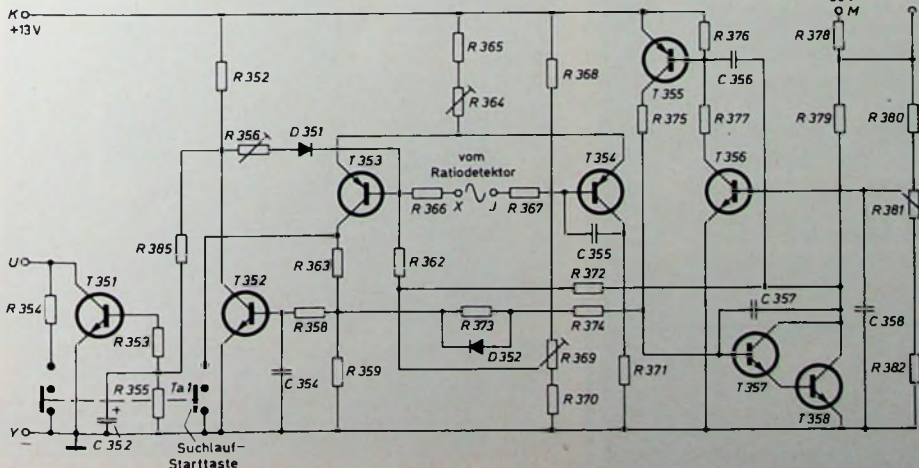 K
+13V
M
R 352
R 365
R 364
R 368
R 376
C 356
R 378
T 355
R 375
R 377
R 379
R 380
R 356
D 351
T 353
vom
Ratiodetektor
R 366
X
J
R 367
T 354
T 356
R 381
C 355
R 385
R 363
R 362
R 372
U
T 351
T 352
R 354
R 353
R 358
R 373
R 374
C 357
C 358
D 352
R 369
R 355
Ta 1
C 354
R 359
R 370
R 371
T 357
T 358
R 382
Y
−
+
C 352
Suchlauf-
Starttaste